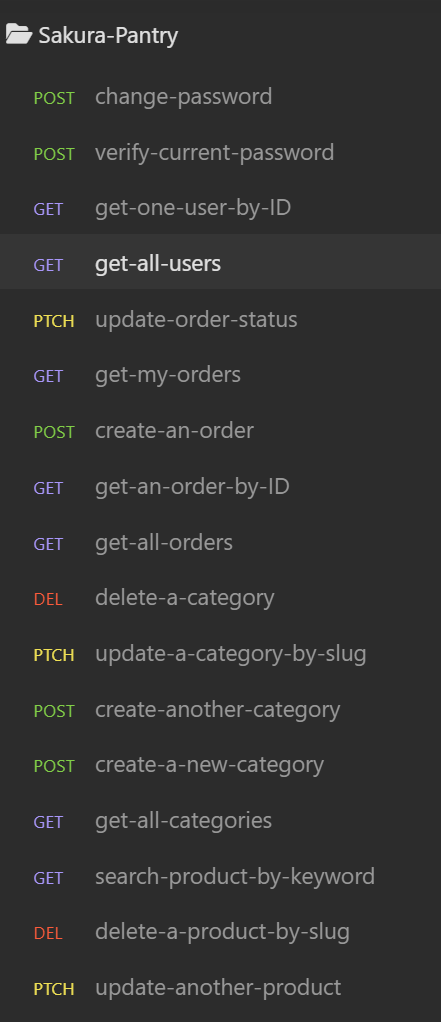 Sakura-Pantry
POST change-password
POST verify-current-password
GET get-one-user-by-ID
GET get-all-users
PTCH update-order-status
GET get-my-orders
POST create-an-order
GET get-an-order-by-ID
GET get-all-orders
DEL delete-a-category
PTCH update-a-category-by-slug
POST create-another-category
POST create-a-new-category
GET get-all-categories
GET search-product-by-keyword
DEL delete-a-product-by-slug
PTCH update-another-product